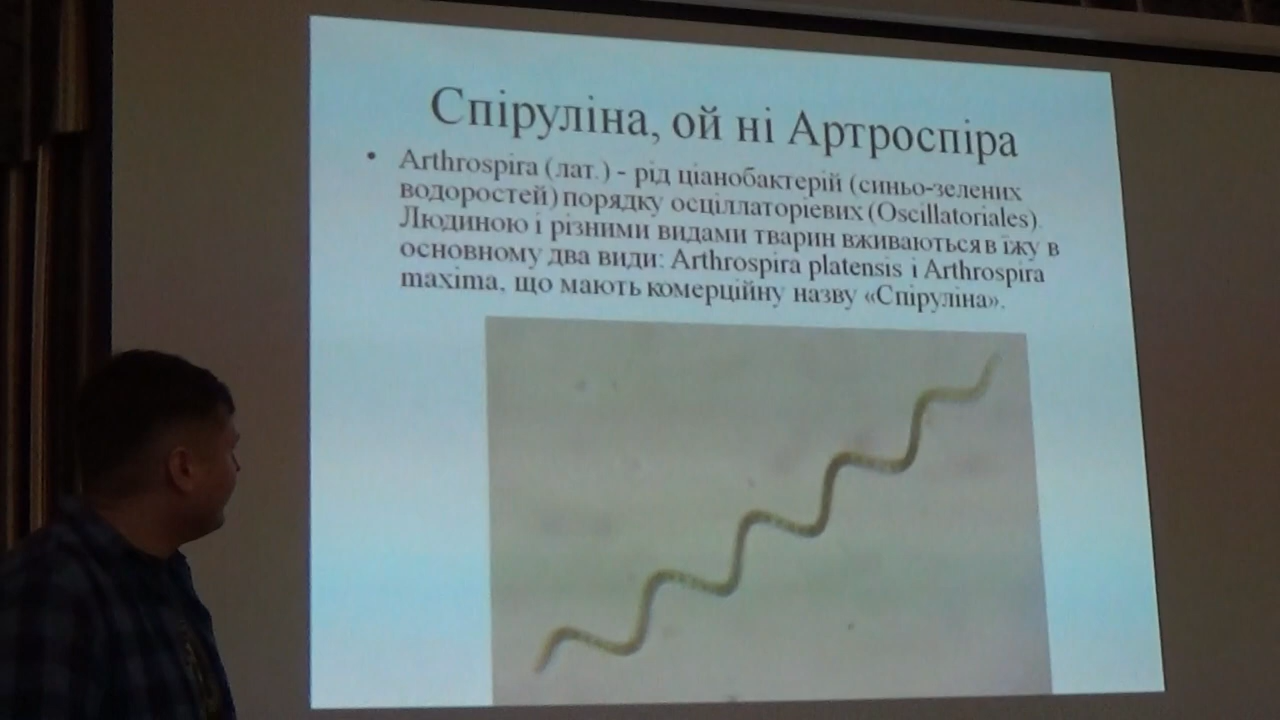 Спіруліна, ой ні Артроспіра
• Arthrospira (лат.) - рід ціанобактерій (синьо-зелених
водоростей) порядку осціллаторієвих (Oscillatoriales).
Людиною і різними видами тварин вживаються в їжу в
основному два види: Arthrospira platensis і Arthrospira
maxima, що мають комерційну назву «Спіруліна».